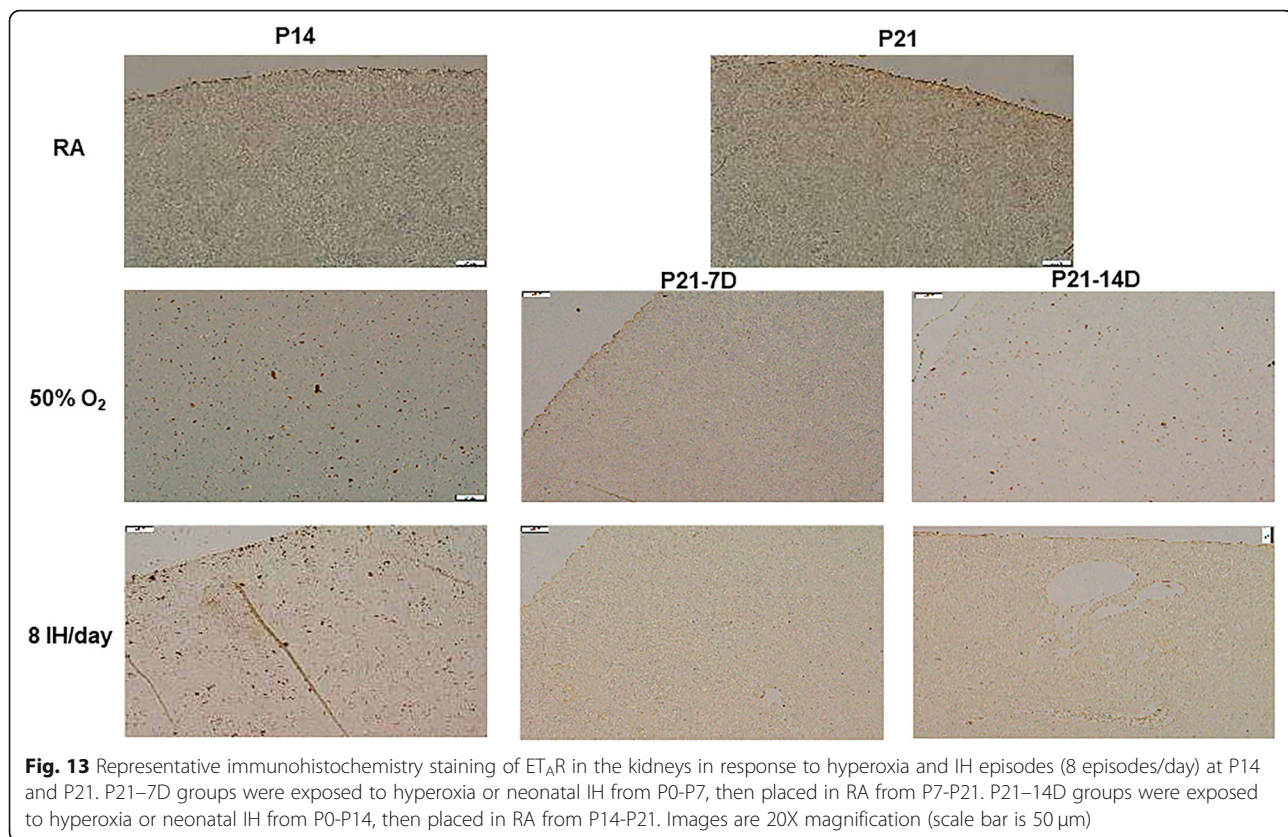 P14
P21
RA
P21-7D
P21-14D
50% O₂
8 IH/day
Fig. 13 Representative immunohistochemistry staining of ETAR in the kidneys in response to hyperoxia and IH episodes (8 episodes/day) at P14
and P21. P21–7D groups were exposed to hyperoxia or neonatal IH from P0-P7, then placed in RA from P7-P21. P21–14D groups were exposed
to hyperoxia or neonatal IH from P0-P14, then placed in RA from P14-P21. Images are 20X magnification (scale bar is 50 μm)